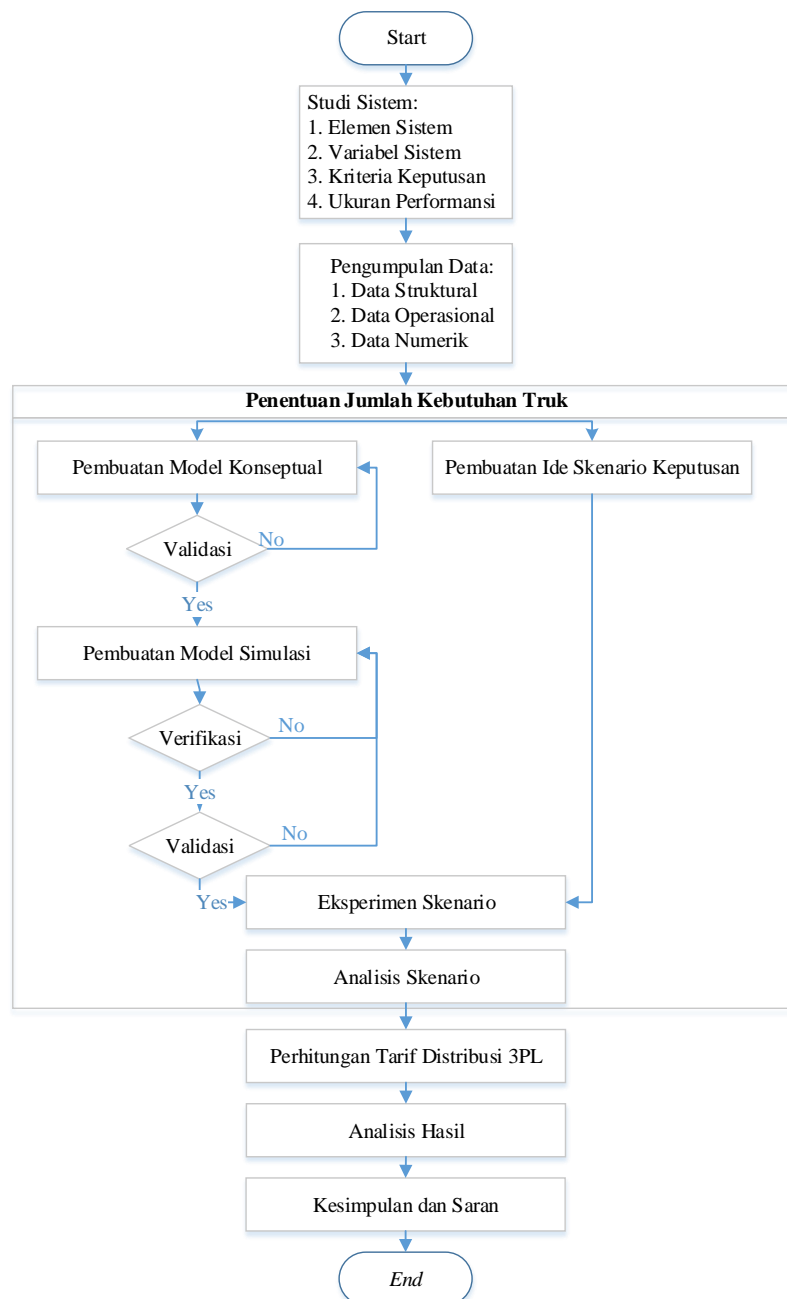 Start
Studi Sistem:
1. Elemen Sistem
2. Variabel Sistem
3. Kriteria Keputusan
4. Ukuran Performansi
Pengumpulan Data:
1. Data Struktural
2. Data Operasional
3. Data Numerik
Penentuan Jumlah Kebutuhan Truk
Pembuatan Model Konseptual
Pembuatan Ide Skenario Keputusan
Validasi
No
Yes
Pembuatan Model Simulasi
Verifikasi
No
Yes
Validasi
No
Yes
Eksperimen Skenario
Analisis Skenario
Perhitungan Tarif Distribusi 3PL
Analisis Hasil
Kesimpulan dan Saran
End